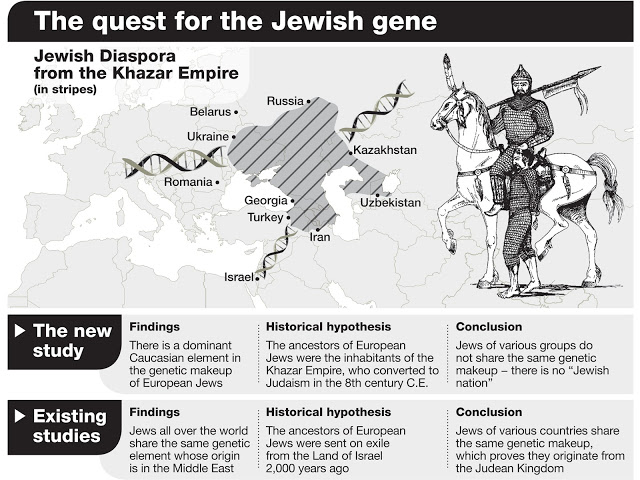 The quest for the Jewish gene
Jewish Diaspora
from the Khazar Empire
(in stripes)
Russia
Belarus
Ukraine
Kazakhstan
Romania
Georgia
Uzbekistan
Turkey
Iran
Israel
The new
study
Findings
There is a dominant
Caucasian element in
the genetic makeup
of European Jews
Historical hypothesis
The ancestors of European
Jews were the inhabitants of the
Khazar Empire, who converted to
Judaism in the 8th century C.E.
Conclusion
Jews of various groups do
not share the same genetic
makeup – there is no “Jewish
nation”
Existing
studies
Findings
Jews all over the world
share the same genetic
element whose origin
is in the Middle East
Historical hypothesis
The ancestors of European
Jews were sent on exile
from the Land of Israel
2,000 years ago
Conclusion
Jews of various countries share
the same genetic makeup,
which proves they originate from
the Judean Kingdom